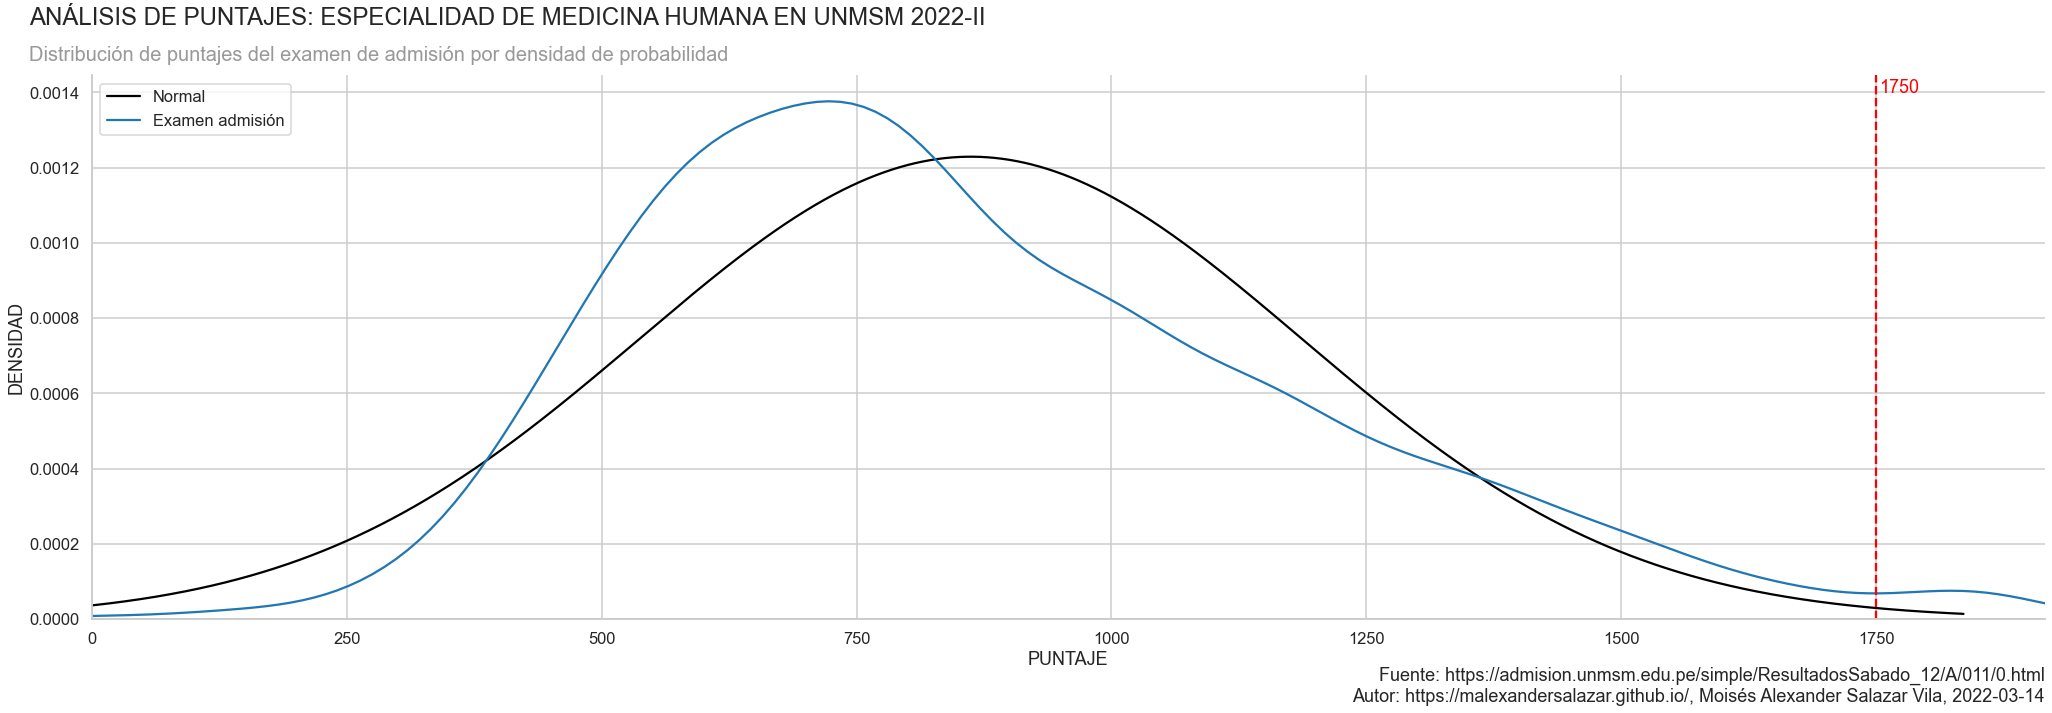 ANÁLISIS DE PUNTAJES: ESPECIALIDAD DE MEDICINA HUMANA EN UNMSM 2022-II
Distribución de puntajes del examen de admisión por densidad de probabilidad
Normal
Examen admisión
1750
DENSIDAD
0.0014
0.0012
0.0010
0.0008
0.0006
0.0004
0.0002
0.0000
0 250 500 750 1000 1250 1500 1750
PUNTAJE
Fuente: https://admision.unmsm.edu.pe/simple/ResultadosSabado_12/A/011/0.html
Autor: https://malexandersalazar.github.io/, Moisés Alexander Salazar Vila, 2022-03-14